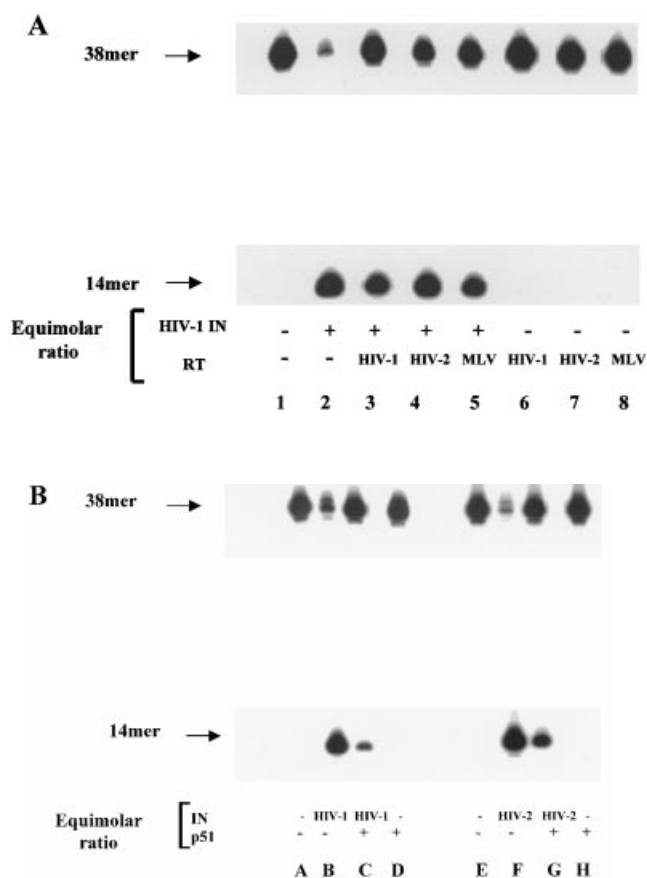 A
38mer
14mer
Equimolar ratio
HIV-1 IN - + + + + - - -
RT - - HIV-1 HIV-2 MLV HIV-1 HIV-2 MLV
1 2 3 4 5 6 7 8
B
38mer
14mer
Equimolar ratio
IN - HIV-1 HIV-1 - - HIV-2 HIV-2 -
p51 - - + + - - + +
A B C D E F G H